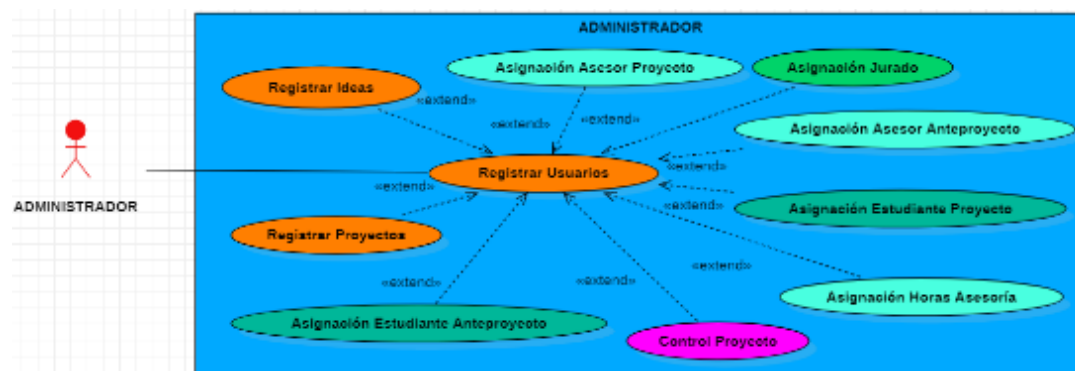 ADMINISTRADOR
Asignación Asesor Proyecto
Asignación Jurado
Registrar Ideas
«extend»
«extend»
«extend»
Asignación Asesor Anteproyecto
«extend»
Registrar Usuarios
«extend»
ADMINISTRADOR
«extend»
Asignación Estudiante Proyecto
Registrar Proyectos
«extend»
«extend»
«extend»
Asignación Horas Asesoría
Asignación Estudiante Anteproyecto
Control Proyecto